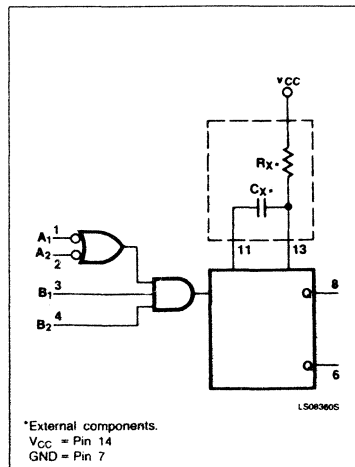 VCC
RX*
CX*
11 13
A1 1
A2 2
B1 3
B2 4
Q 8
Q 6
LS08360S
*External components.
VCC = Pin 14
GND = Pin 7